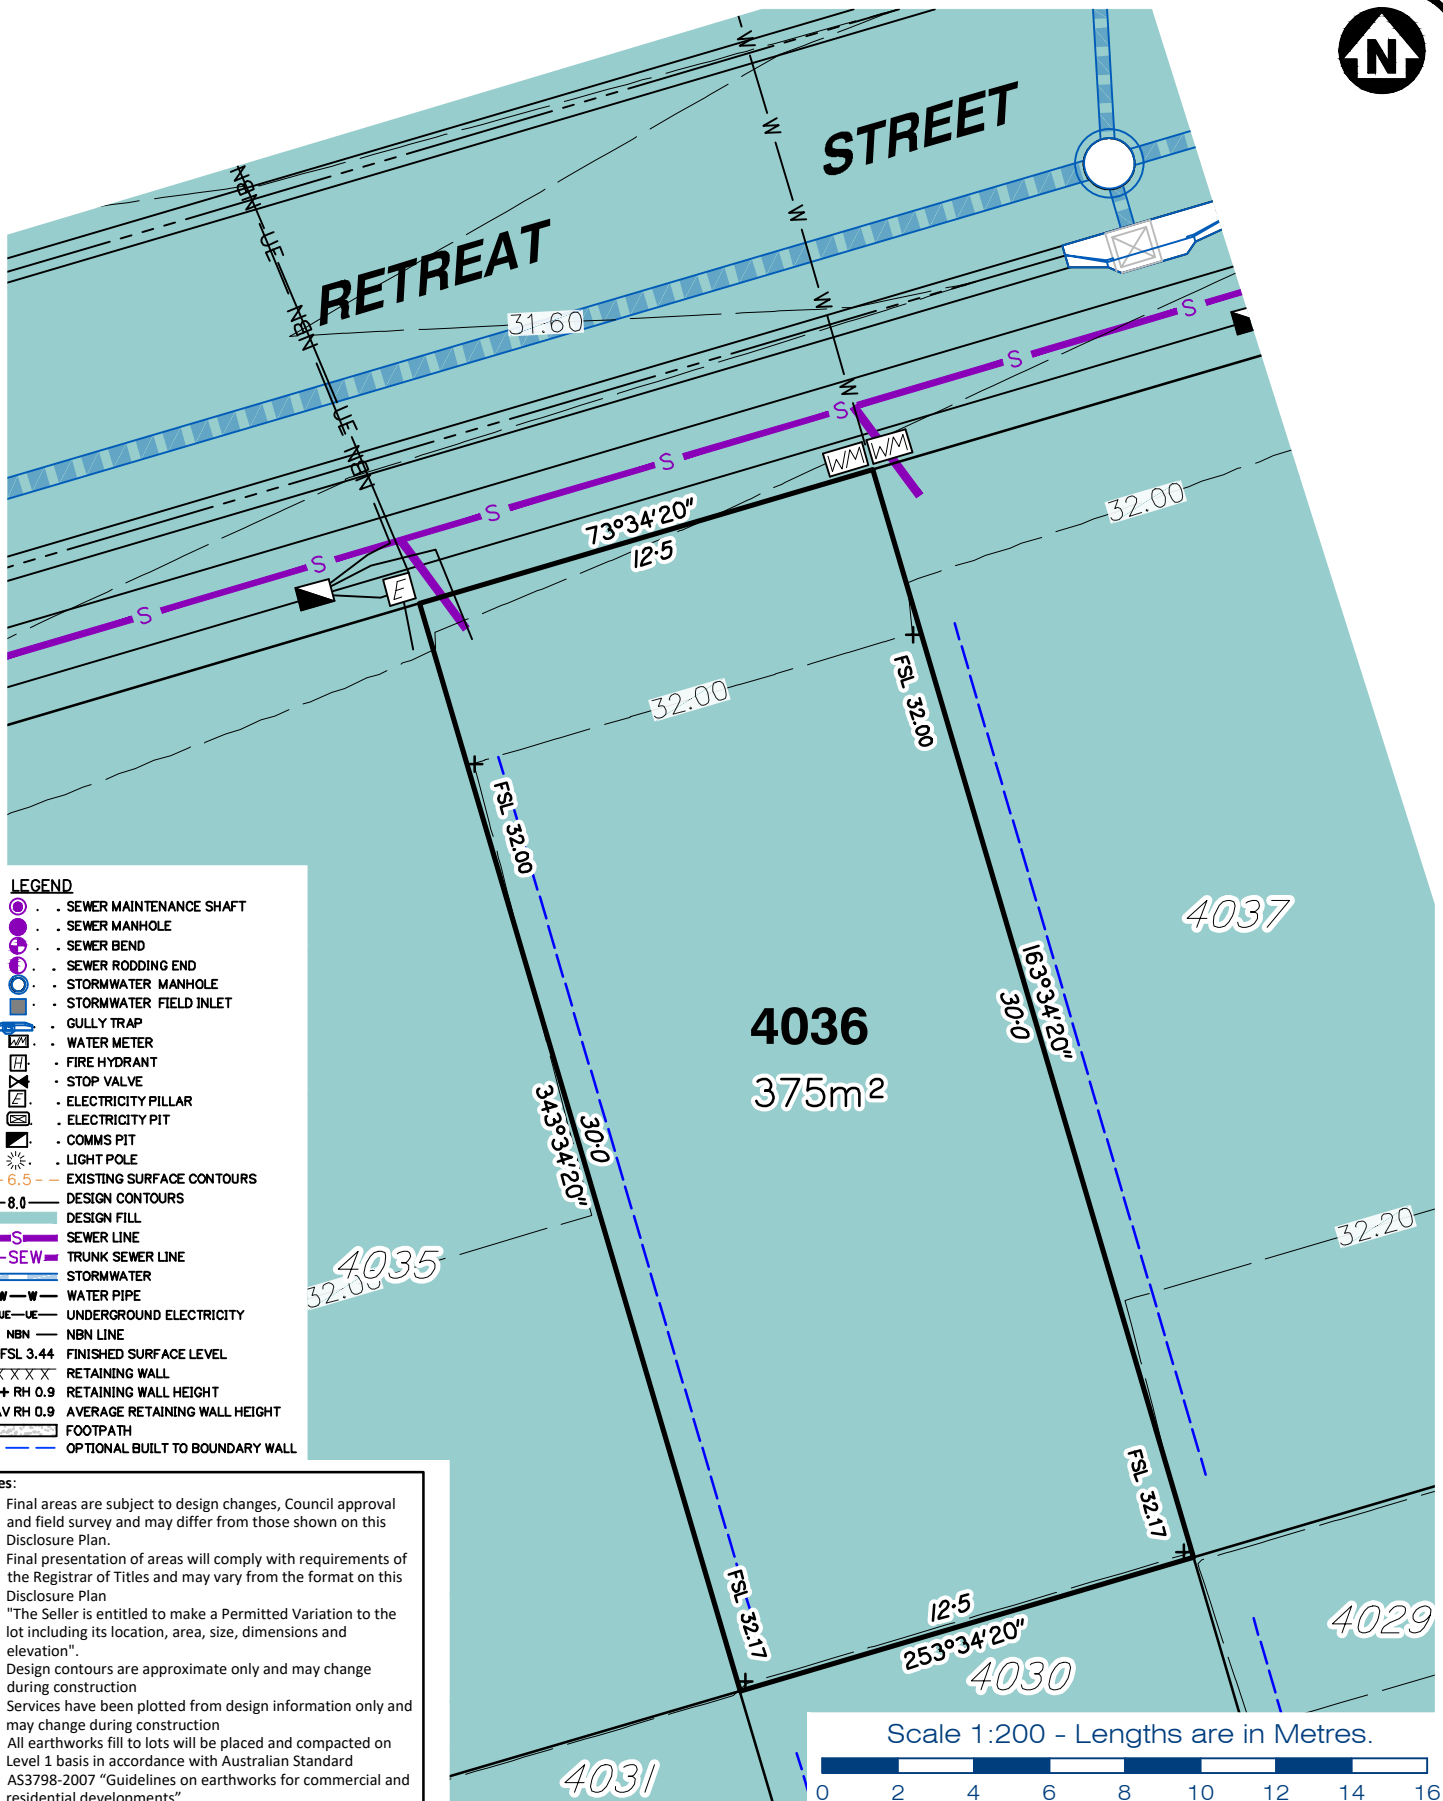 N
STREET
RETREAT
W
W
W
W
W
NBN
UE
NBN
UE
NBN
31.60
S
S
S
S
S
S
S
WM
WM
E
32.00
73°34'20"
12·5
32.00
FSL 32.00
FSL 32.00
4037
163°34'20"
30·0
4036
375m²
343°34'20"
30·0
4035
32.00
32.20
FSL 32.17
FSL 32.17
12·5
253°34'20"
4030
4029
4031
LEGEND
SEWER MAINTENANCE SHAFT
SEWER MANHOLE
SEWER BEND
SEWER RODDING END
STORMWATER MANHOLE
STORMWATER FIELD INLET
GULLY TRAP
WM WATER METER
H FIRE HYDRANT
STOP VALVE
E ELECTRICITY PILLAR
ELECTRICITY PIT
COMMS PIT
LIGHT POLE
6.5 EXISTING SURFACE CONTOURS
8.0 DESIGN CONTOURS
DESIGN FILL
S SEWER LINE
SEW TRUNK SEWER LINE
STORMWATER
W W WATER PIPE
UE UE UNDERGROUND ELECTRICITY
NBN NBN LINE
FSL 3.44 FINISHED SURFACE LEVEL
X X X X RETAINING WALL
+ RH 0.9 RETAINING WALL HEIGHT
AV RH 0.9 AVERAGE RETAINING WALL HEIGHT
FOOTPATH
OPTIONAL BUILT TO BOUNDARY WALL
es:
Final areas are subject to design changes, Council approval
and field survey and may differ from those shown on this
Disclosure Plan.
Final presentation of areas will comply with requirements of
the Registrar of Titles and may vary from the format on this
Disclosure Plan
"The Seller is entitled to make a Permitted Variation to the
lot including its location, area, size, dimensions and
elevation".
Design contours are approximate only and may change
during construction
Services have been plotted from design information only and
may change during construction
All earthworks fill to lots will be placed and compacted on
Level 1 basis in accordance with Australian Standard
AS3798-2007 “Guidelines on earthworks for commercial and
residential developments”
Scale 1:200 - Lengths are in Metres.
0 2 4 6 8 10 12 14 16